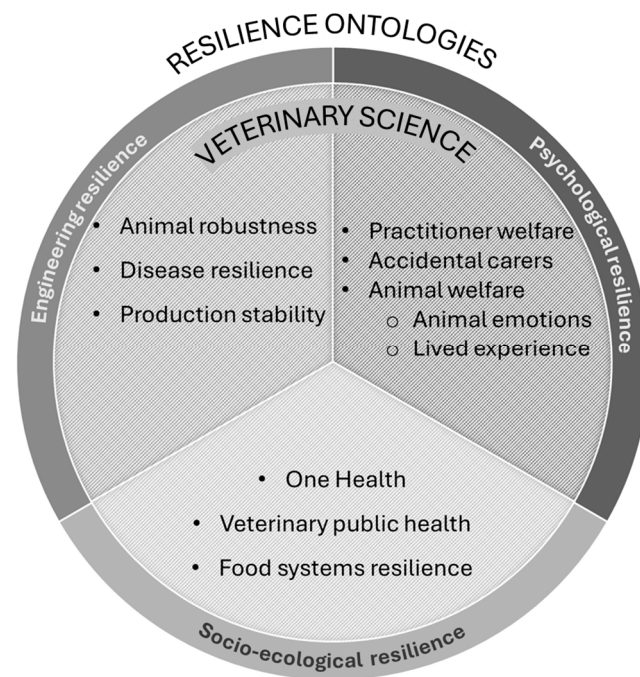 RESILIENCE ONTOLOGIES
VETERINARY SCIENCE
Engineering resilience
• Animal robustness
• Disease resilience
• Production stability
Psychological resilience
• Practitioner welfare
• Accidental carers
• Animal welfare
o Animal emotions
o Lived experience
• One Health
• Veterinary public health
• Food systems resilience
Socio-ecological resilience